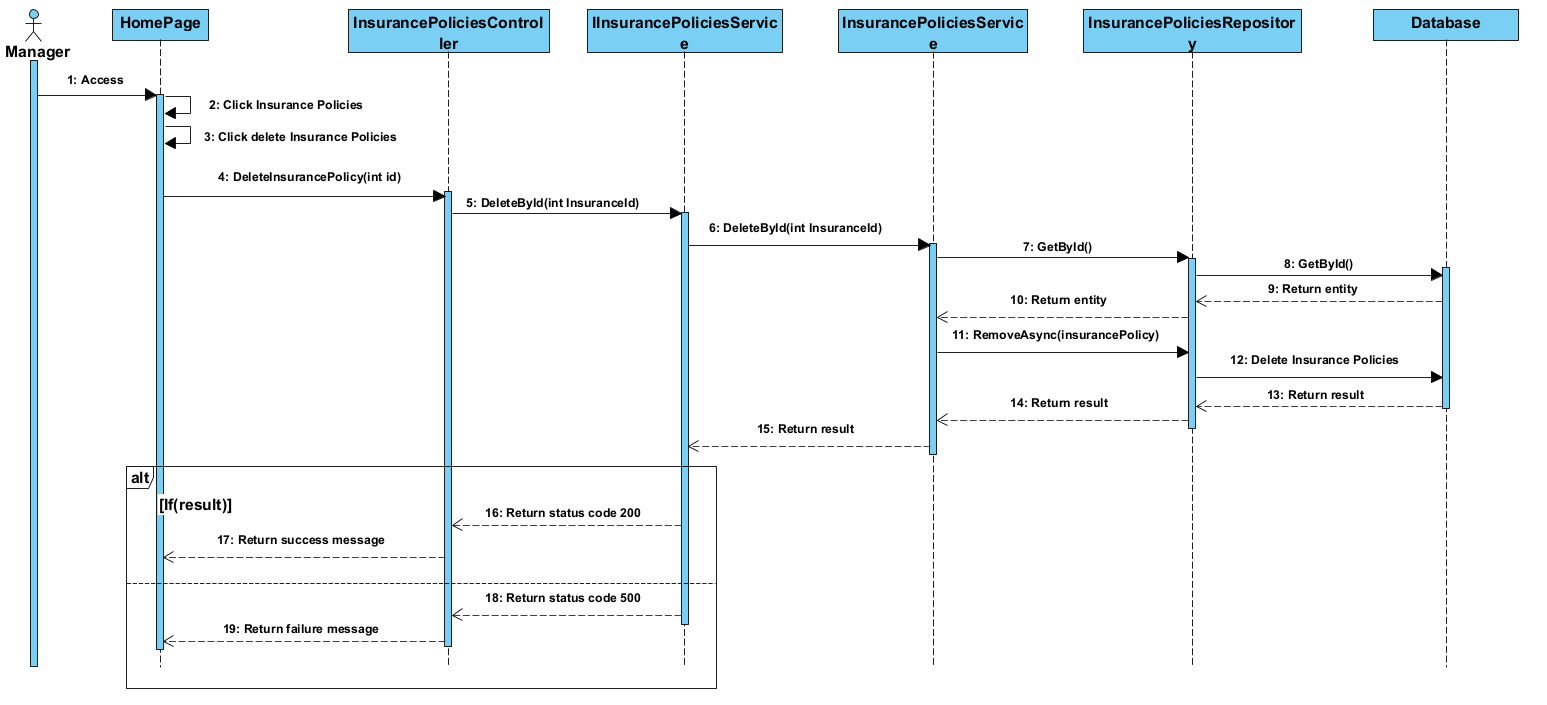 HomePage
InsurancePoliciesControl
ler
IInsurancePoliciesServic
e
InsurancePoliciesServic
e
InsurancePoliciesRepositor
y
Database
Manager
1: Access
2: Click Insurance Policies
3: Click delete Insurance Policies
4: DeleteInsurancePolicy(int id)
5: DeleteById(int InsuranceId)
6: DeleteById(int InsuranceId)
7: GetById()
8: GetById()
9: Return entity
10: Return entity
11: RemoveAsync(insurancePolicy)
12: Delete Insurance Policies
13: Return result
14: Return result
15: Return result
alt
[If(result)]
16: Return status code 200
17: Return success message
18: Return status code 500
19: Return failure message